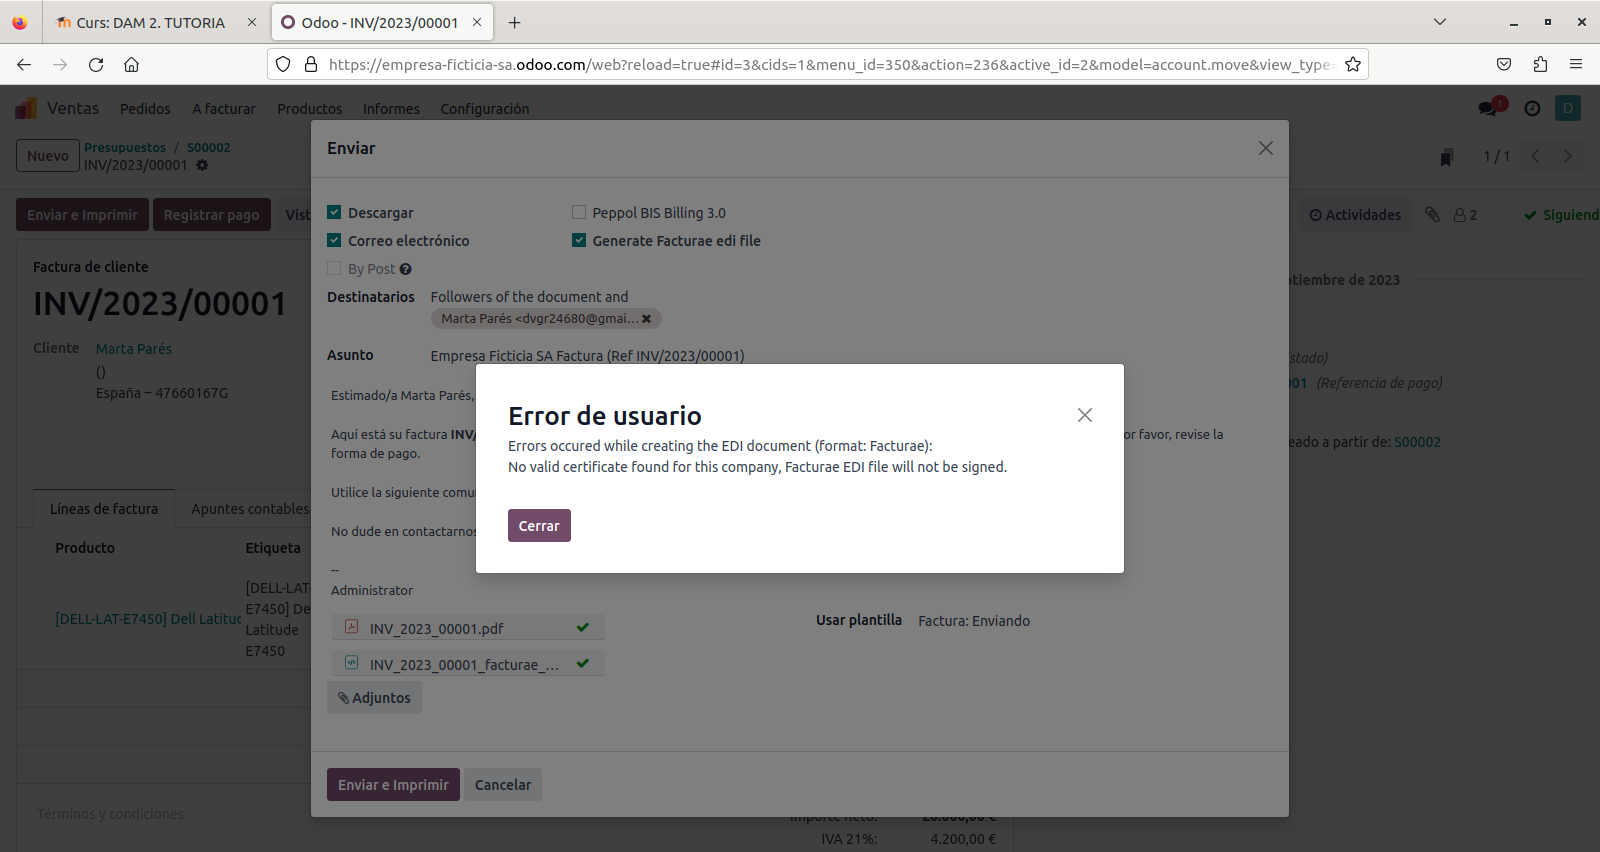 Curs: DAM 2. TUTORIA
Odoo - INV/2023/00001
https://empresa-ficticia-sa.odoo.com/web?reload=true#id=3&cids=1&menu_id=350&action=236&active_id=2&model=account.move&view_type=
Ventas Pedidos A facturar Productos Informes Configuración
1
D
Nuevo
Presupuestos / S00002
INV/2023/00001
1 / 1
Enviar e Imprimir
Registrar pago
Vist
Actividades
2
Siguiend
Factura de cliente
INV/2023/00001
Cliente
Marta Parés
()
España – 47660167G
Líneas de factura
Apuntes contables
Producto
Etiqueta
[DELL-LAT-E7450] Dell Latitud
[DELL-LAT-
E7450] De
Latitude
E7450
Términos y condiciones
Enviar
Descargar
Peppol BIS Billing 3.0
Correo electrónico
Generate Facturae edi file
By Post
Destinatarios
Followers of the document and
Marta Parés <dvgr24680@gmai...
Asunto
Empresa Ficticia SA Factura (Ref INV/2023/00001)
Estimado/a Marta Parés,
Aquí está su factura INV/
or favor, revise la
forma de pago.
Utilice la siguiente comu
No dude en contactarnos
--
Administrator
INV_2023_00001.pdf
INV_2023_00001_facturae_...
Adjuntos
Usar plantilla
Factura: Enviando
Enviar e Imprimir
Cancelar
Error de usuario
Errors occured while creating the EDI document (format: Facturae):
No valid certificate found for this company, Facturae EDI file will not be signed.
Cerrar
ptiembre de 2023
stado)
001 (Referencia de pago)
eado a partir de: S00002
IVA 21%:
4.200,00 €